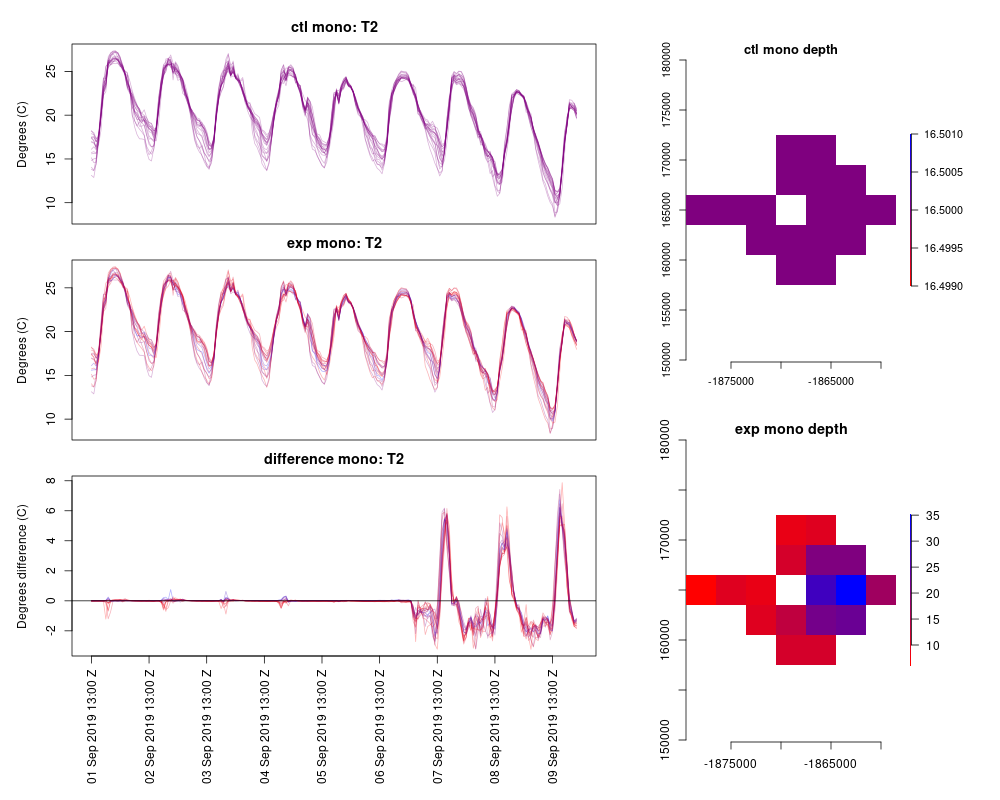 ctl mono: T2
Degrees (C)
25
20
15
10
exp mono: T2
Degrees (C)
25
20
15
10
difference mono: T2
Degrees difference (C)
8
6
4
2
0
-2
01 Sep 2019 13:00 Z
02 Sep 2019 13:00 Z
03 Sep 2019 13:00 Z
04 Sep 2019 13:00 Z
05 Sep 2019 13:00 Z
06 Sep 2019 13:00 Z
07 Sep 2019 13:00 Z
08 Sep 2019 13:00 Z
09 Sep 2019 13:00 Z
ctl mono depth
180000
175000
170000
165000
160000
155000
150000
-1875000
-1865000
16.5010
16.5005
16.5000
16.4995
16.4990
exp mono depth
180000
170000
160000
150000
-1875000
-1865000
35
30
25
20
15
10